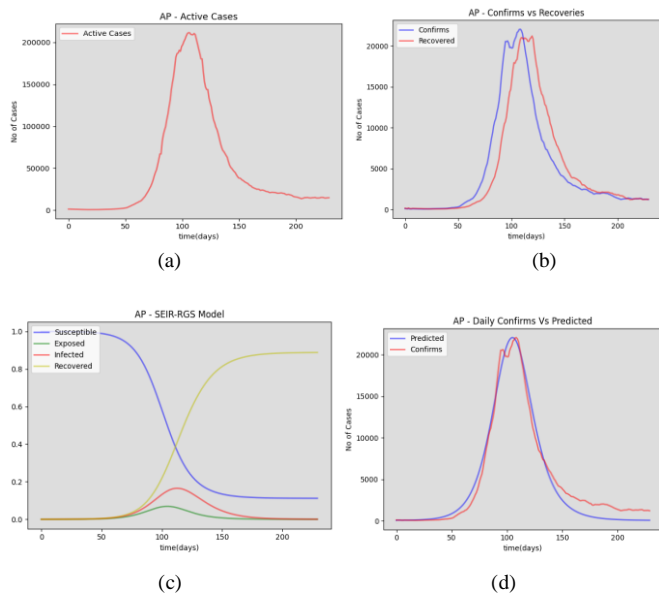 AP - Active Cases
Active Cases
No of Cases
200000
150000
100000
50000
0
0 50 100 150 200
time(days)
(a)
AP - Confirms vs Recoveries
Confirms
Recovered
No of Cases
20000
15000
10000
5000
0
0 50 100 150 200
time(days)
(b)
AP - SEIR-RGS Model
Susceptible
Exposed
Infected
Recovered
1.0
0.8
0.6
0.4
0.2
0.0
0 50 100 150 200
time(days)
(c)
AP - Daily Confirms Vs Predicted
Predicted
Confirms
No of Cases
20000
15000
10000
5000
0
0 50 100 150 200
time(days)
(d)